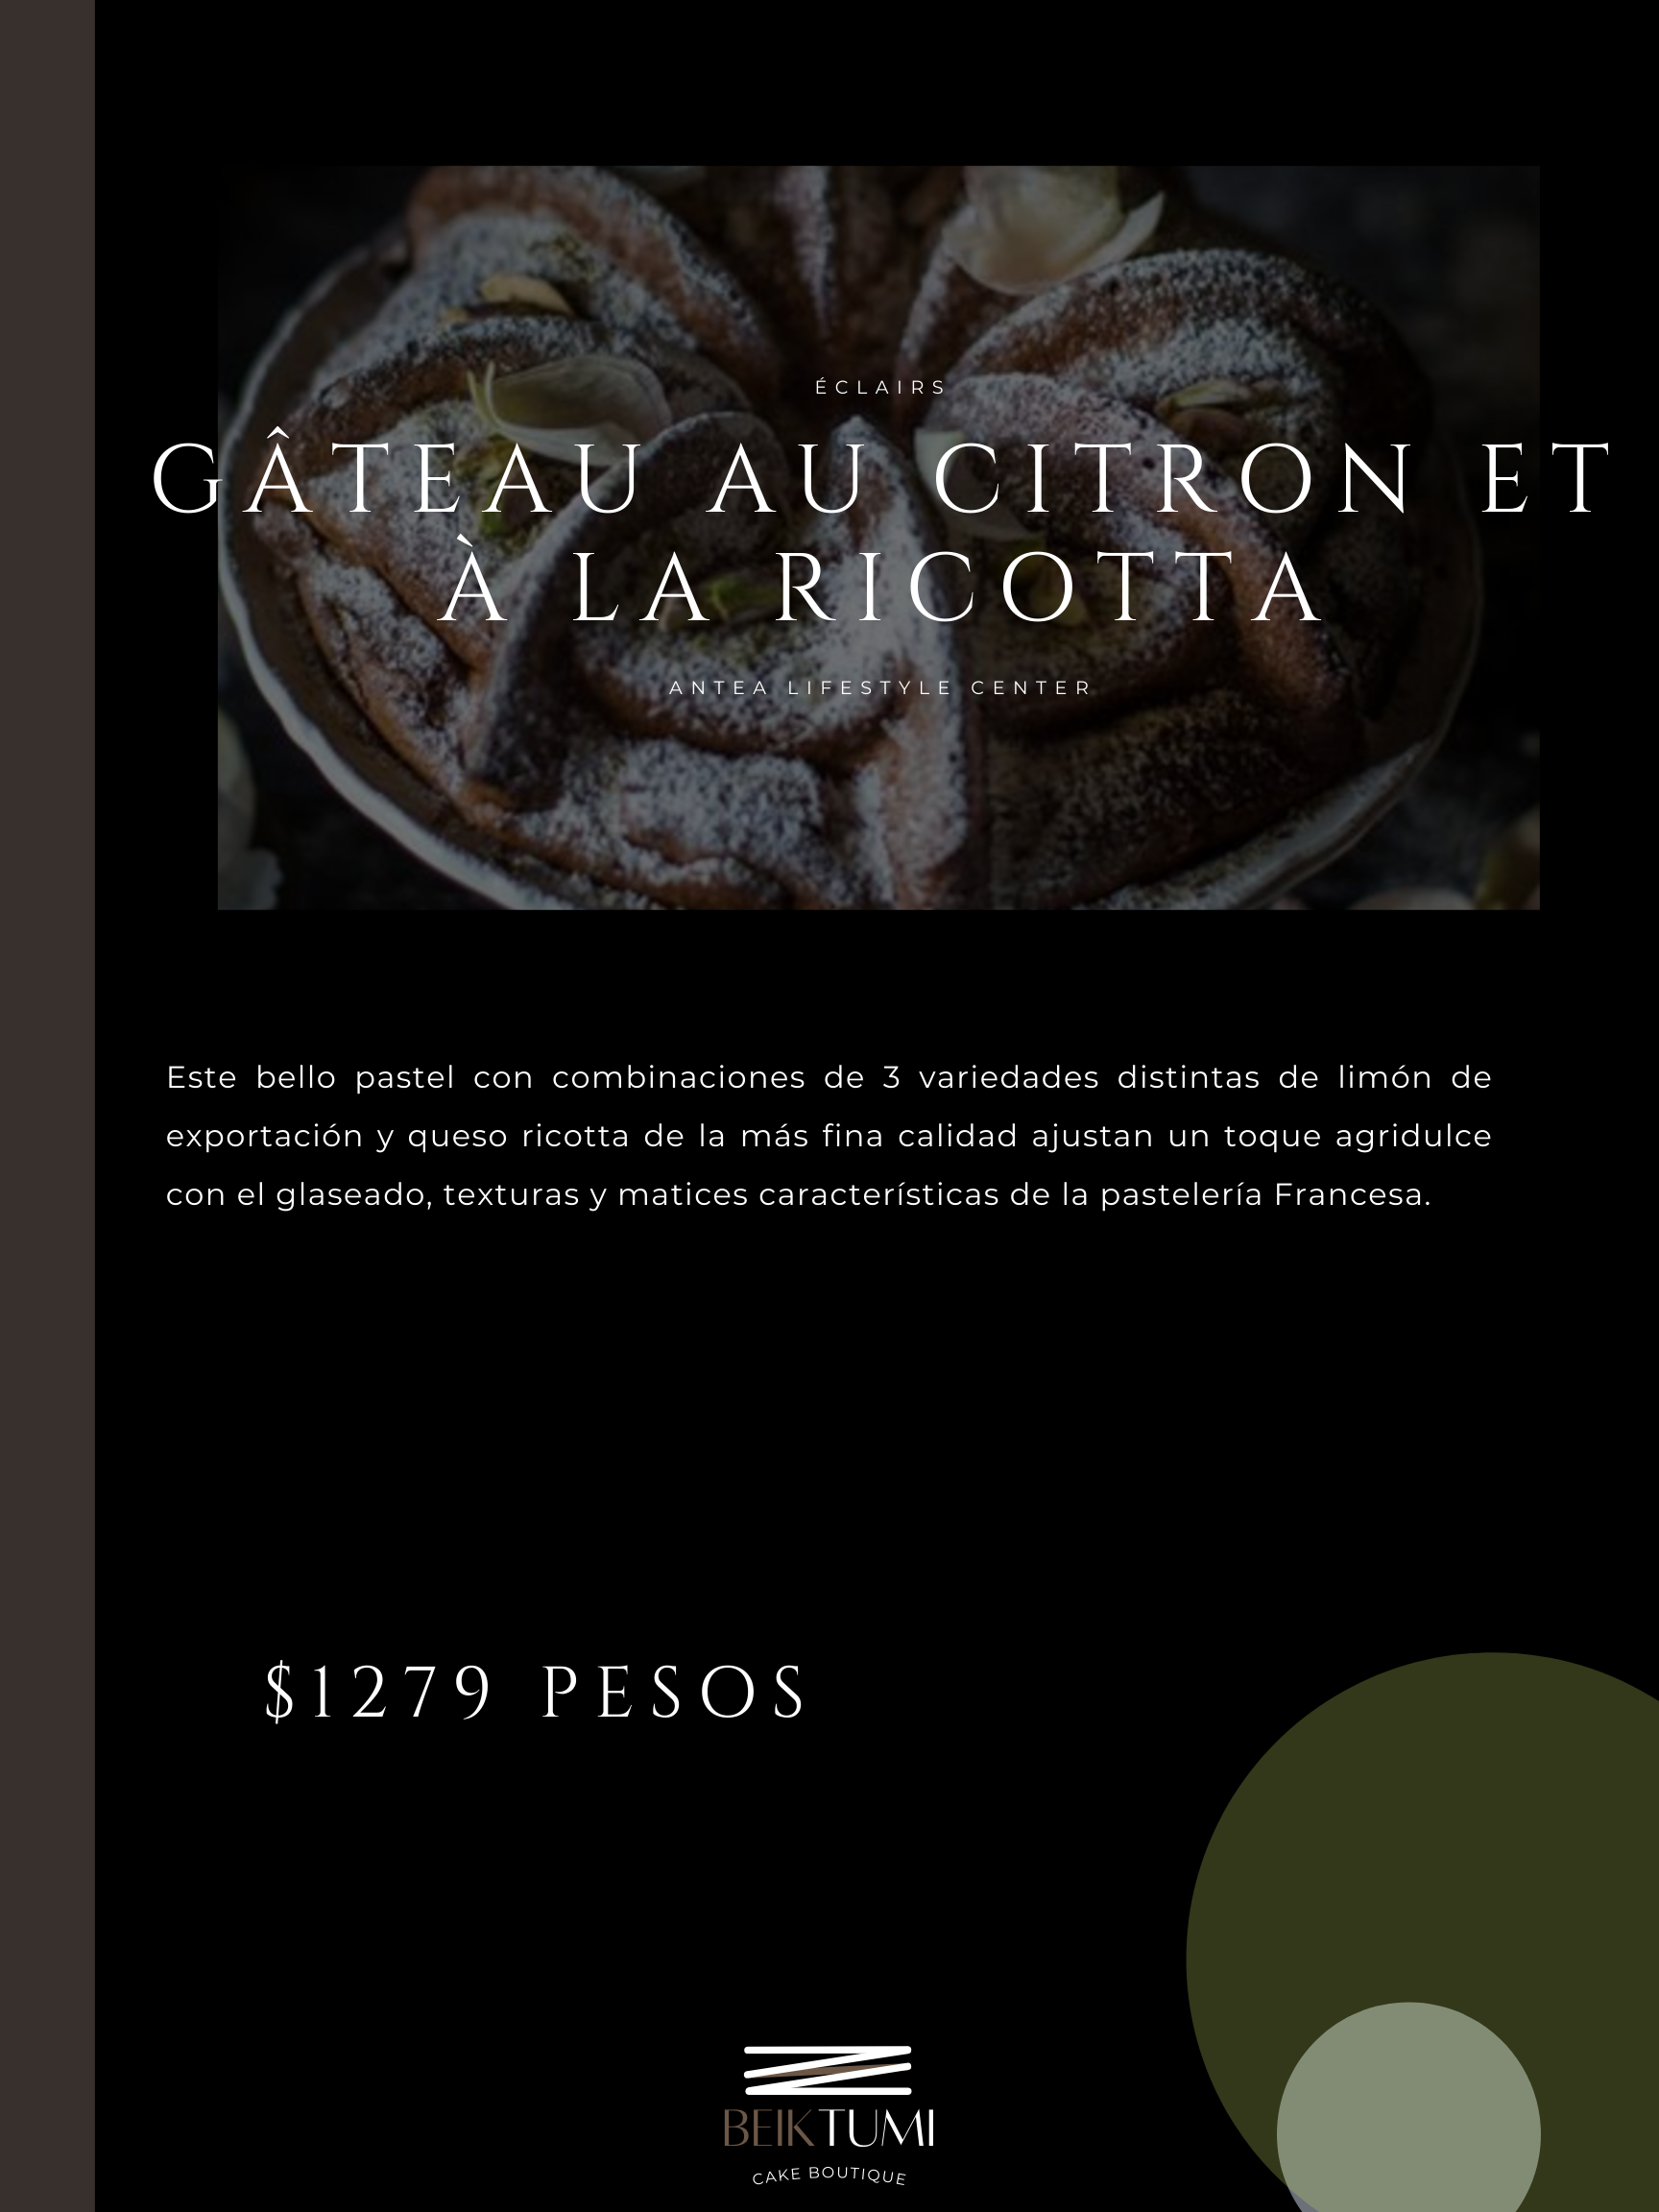 ÉCLAIRS
GÂTEAU AU CITRON ET
À LA RICOTTA
ANTEA LIFESTYLE CENTER
Este bello pastel con combinaciones de 3 variedades distintas de limón de
exportación y queso ricotta de la más fina calidad ajustan un toque agridulce
con el glaseado, texturas y matices características de la pastelería Francesa.
$1279 PESOS
BEIKTUMI
CAKE BOUTIQUE